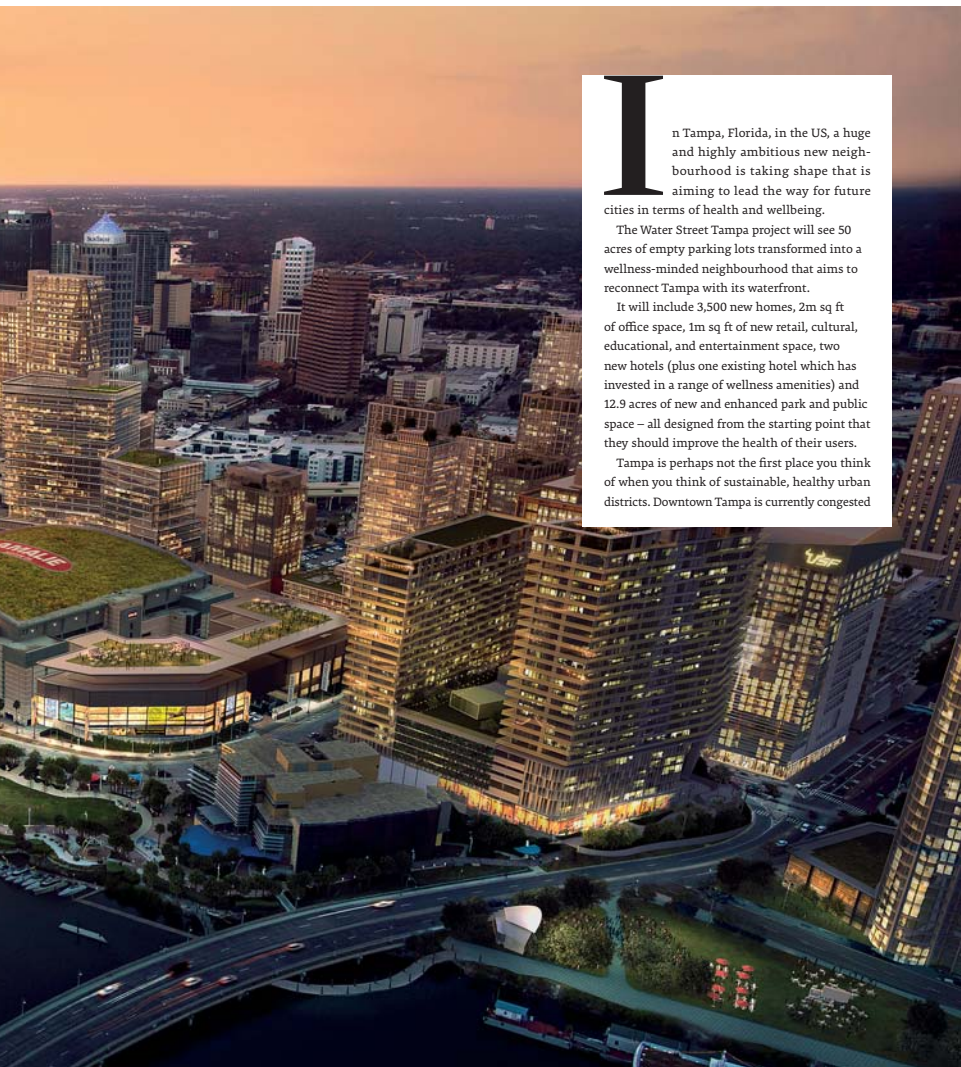 In Tampa, Florida, in the US, a huge
and highly ambitious new neigh-
bourhood is taking shape that is
aiming to lead the way for future
cities in terms of health and wellbeing.
The Water Street Tampa project will see 50
acres of empty parking lots transformed into a
wellness-minded neighbourhood that aims to
reconnect Tampa with its waterfront.
It will include 3,500 new homes, 2m sq ft
of office space, 1m sq ft of new retail, cultural,
educational, and entertainment space, two
new hotels (plus one existing hotel which has
invested in a range of wellness amenities) and
12.9 acres of new and enhanced park and public
space – all designed from the starting point that
they should improve the health of their users.
Tampa is perhaps not the first place you think
of when you think of sustainable, healthy urban
districts. Downtown Tampa is currently congested
AMALIE
USF